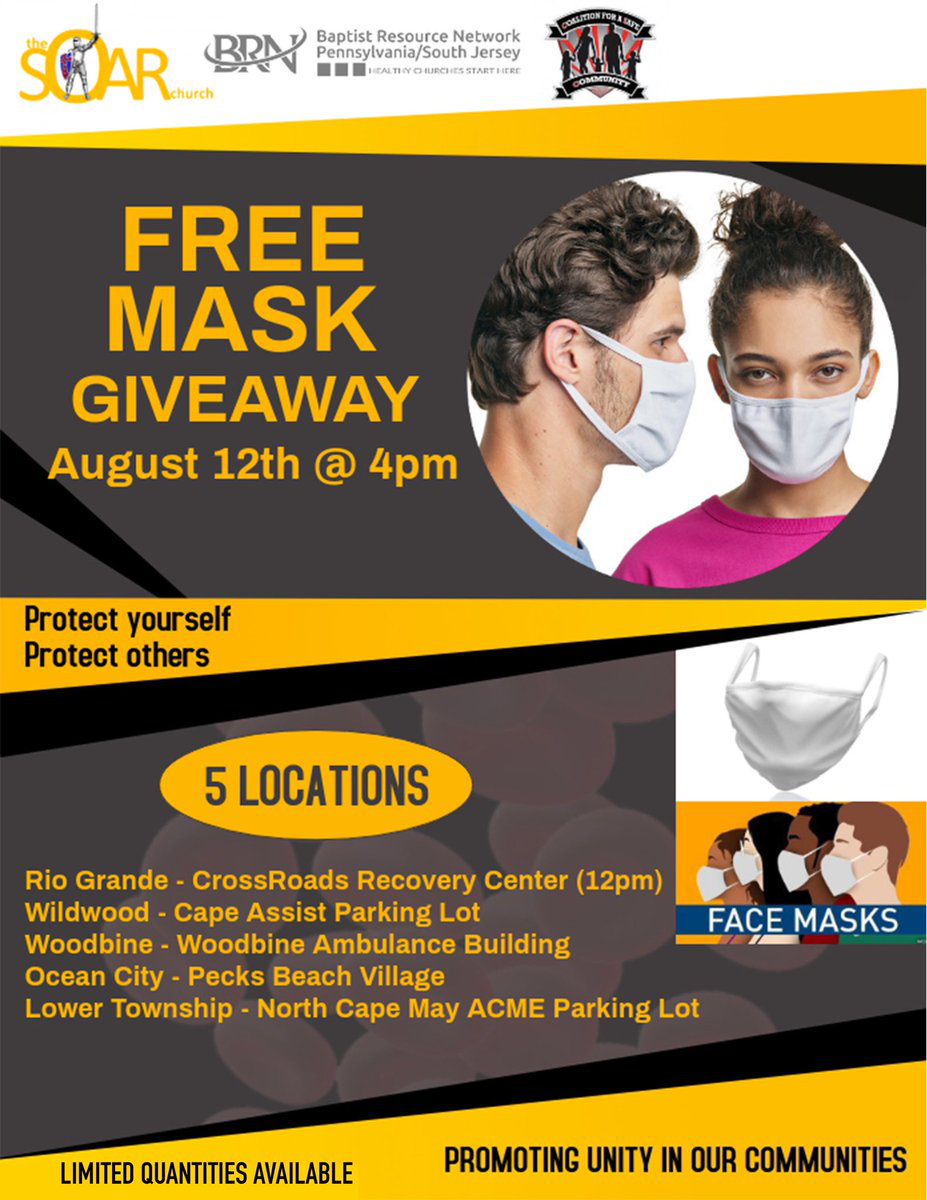 the
SOAR
church
BRN
Baptist Resource Network
Pennsylvania/South Jersey
HEALTHY CHURCHES START HERE
COALITION FOR A SAFE
COMMUNITY
FREE
MASK
GIVEAWAY
August 12th @ 4pm
Protect yourself
Protect others
5 LOCATIONS
Rio Grande - CrossRoads Recovery Center (12pm)
Wildwood - Cape Assist Parking Lot
Woodbine - Woodbine Ambulance Building
Ocean City - Pecks Beach Village
Lower Township - North Cape May ACME Parking Lot
FACE MASKS
LIMITED QUANTITIES AVAILABLE
PROMOTING UNITY IN OUR COMMUNITIES